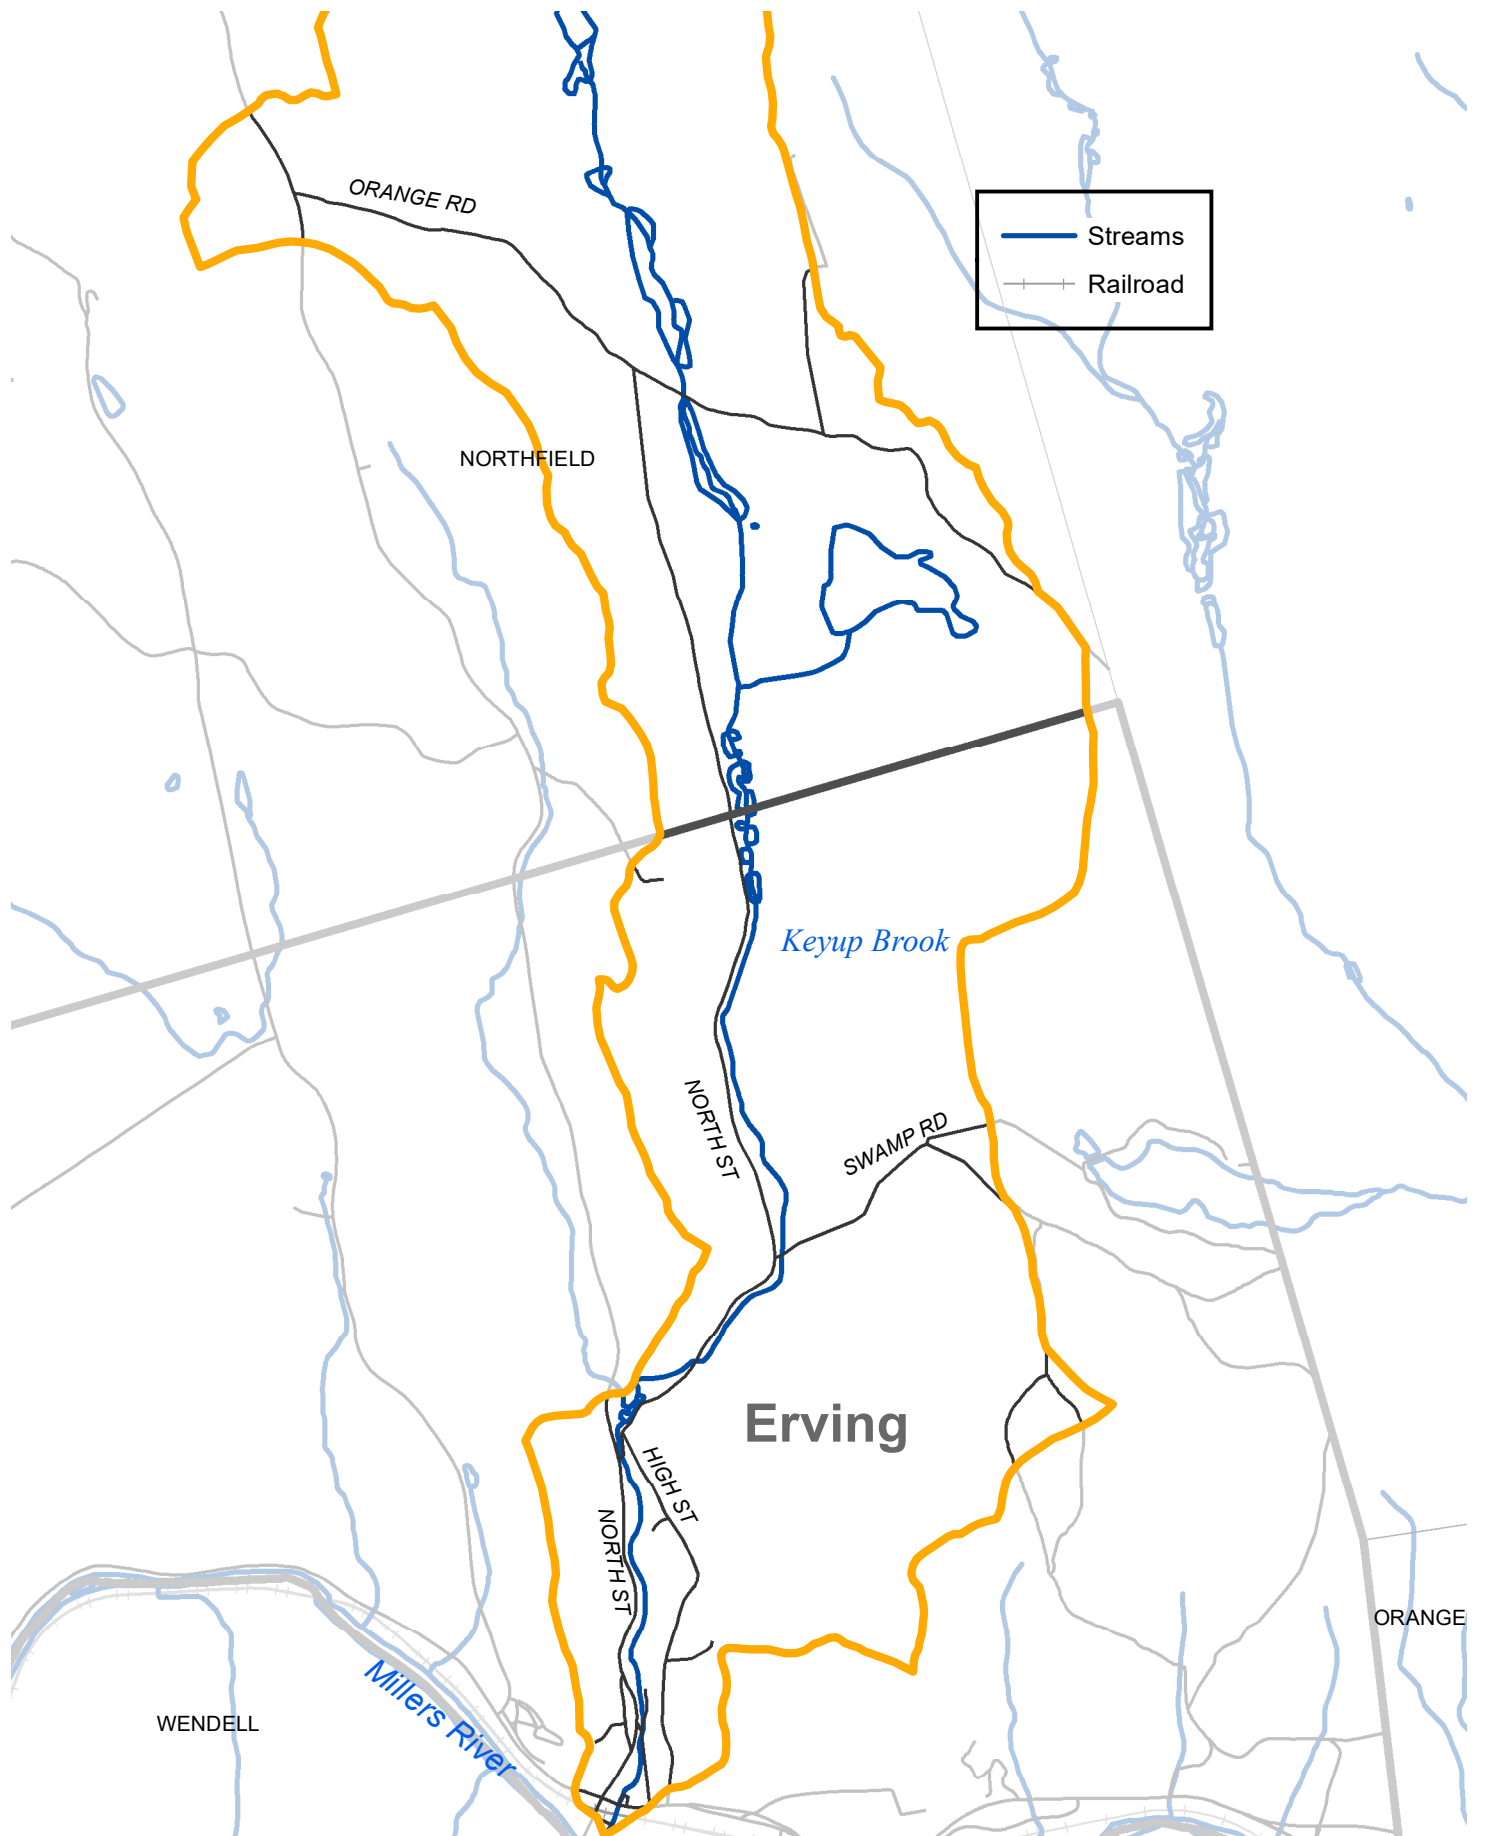 ORANGE RD
Streams
Railroad
NORTHFIELD
Keyup Brook
NORTH ST
SWAMP RD
Erving
HIGH ST
NORTH ST
ORANGE
Millers River
WENDELL